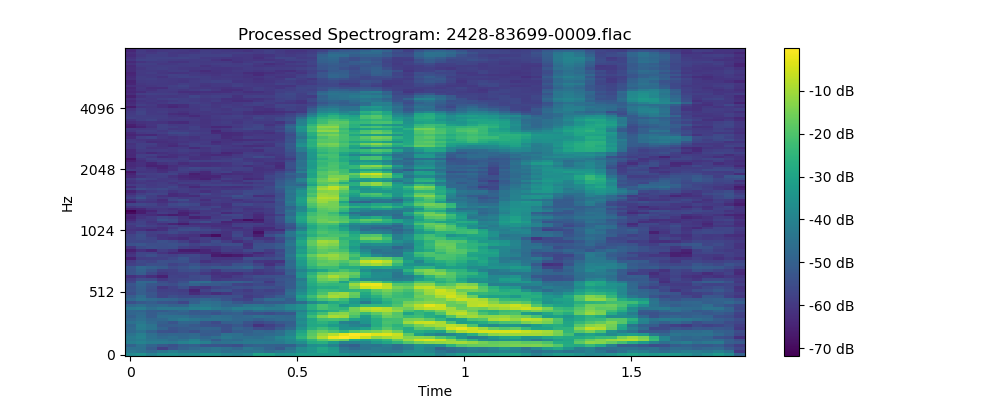 Processed Spectrogram: 2428-83699-0009.flac
4096
2048
1024
512
0
Hz
0
0.5
1
1.5
Time
-10 dB
-20 dB
-30 dB
-40 dB
-50 dB
-60 dB
-70 dB